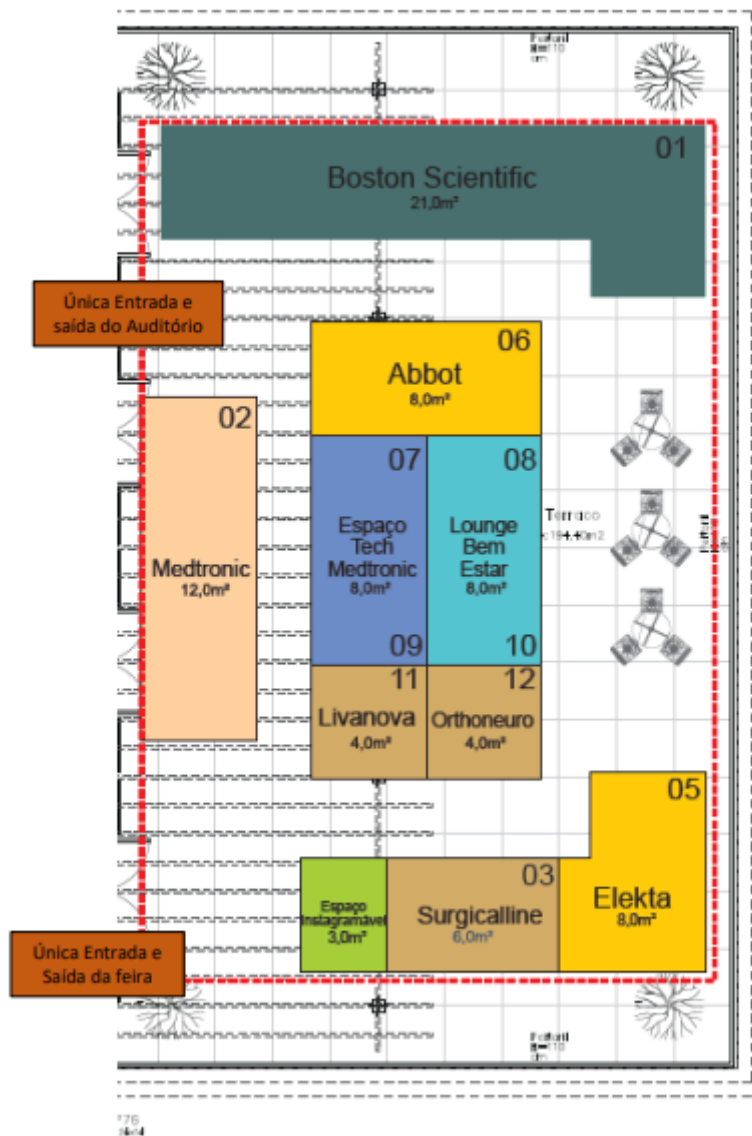 01
Boston Scientific
21,0m²
Única Entrada e
saída do Auditório
06
Abbot
8,0m²
02
Medtronic
12,0m²
07
Espaço
Tech
Medtronic
8,0m²
09
08
Lounge
Bem
Estar
8,0m²
10
Terraço
194.40m2
11
Livanova
4,0m²
12
Orthoneuro
4,0m²
05
Elekta
8,0m²
03
Surgicalline
6,0m²
Espaço
Instagramável
3,0m²
Única Entrada e
Saída da feira